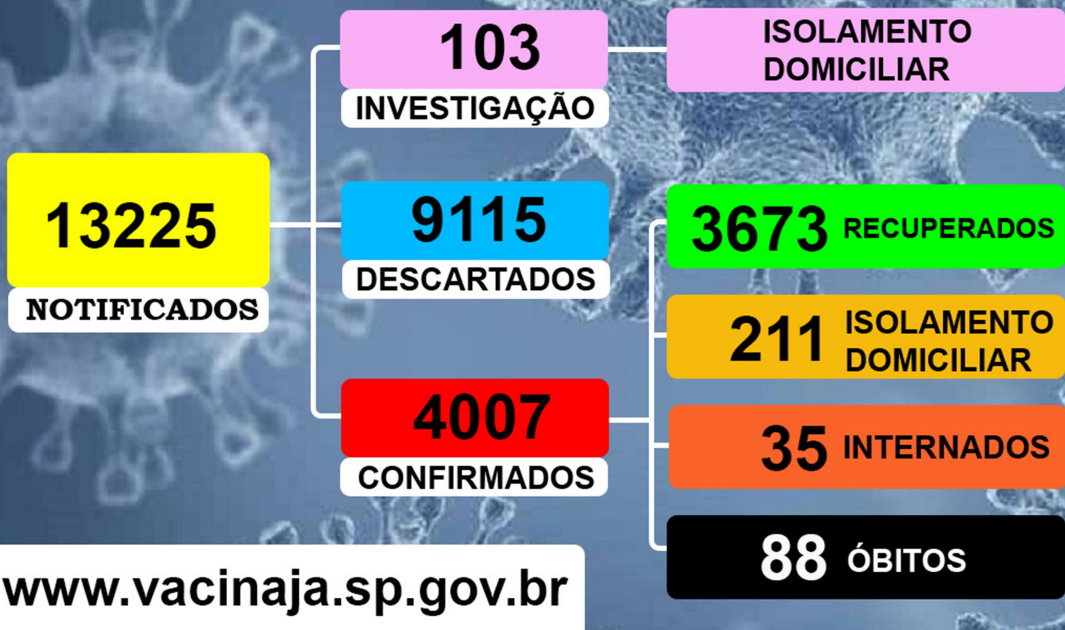 103
INVESTIGAÇÃO
ISOLAMENTO
DOMICILIAR
13225
NOTIFICADOS
9115
DESCARTADOS
4007
CONFIRMADOS
3673 RECUPERADOS
211 ISOLAMENTO
DOMICILIAR
35 INTERNADOS
88 ÓBITOS
www.vacinaja.sp.gov.br